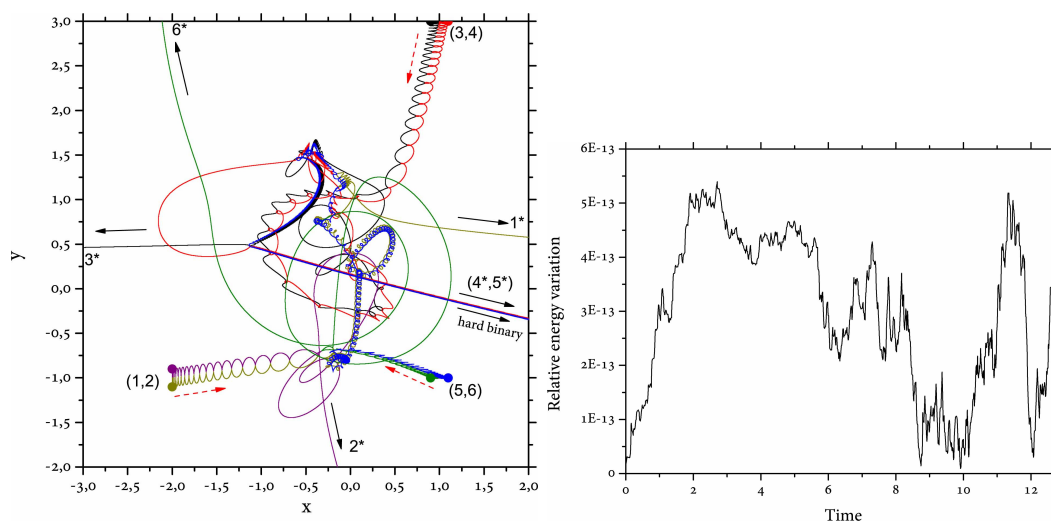 3,0
2,5
2,0
1,5
1,0
0,5
0,0
-0,5
-1,0
-1,5
-2,0
y
-3,0 -2,5 -2,0 -1,5 -1,0 -0,5 0,0 0,5 1,0 1,5 2,0
x
6*
(3,4)
1*
3*
(4*,5*)
hard binary
(1,2)
(5,6)
2*
6E-13
5E-13
4E-13
3E-13
2E-13
1E-13
0
Relative energy variation
0 2 4 6 8 10 12
Time